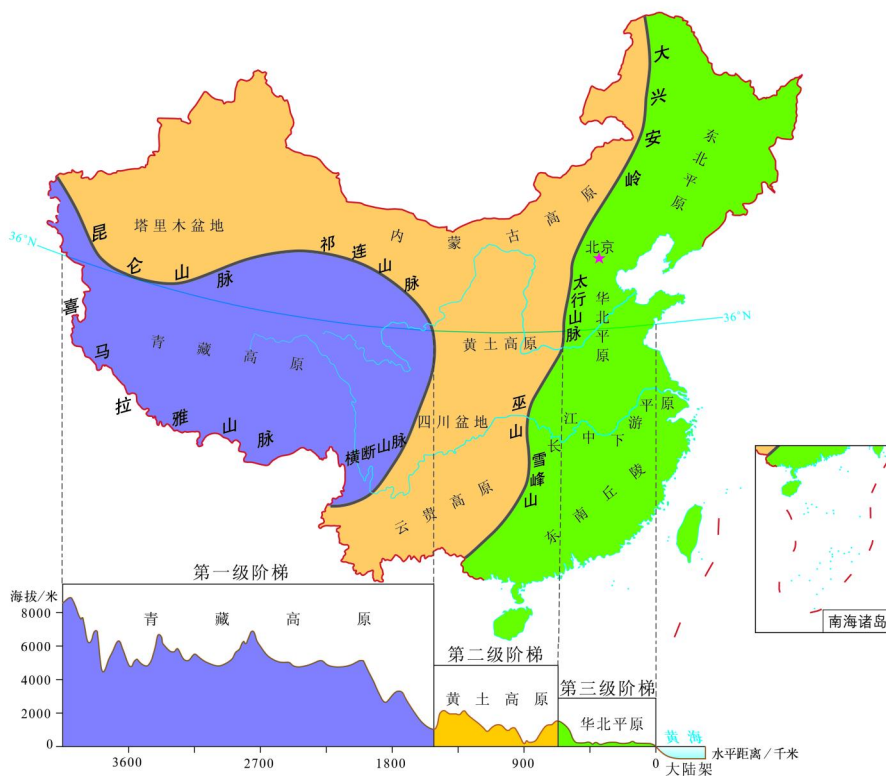 大兴安岭
东北平原
塔里木盆地
昆仑山脉
祁连山脉
内蒙古高原
北京
36°N
太行山脉
华北平原
36°N
喜马拉雅山脉
青藏高原
黄土高原
巫山
四川盆地
长江中下游平原
横断山脉
雪峰山
云贵高原
东南丘陵
南海诸岛
第一级阶梯
海拔/米
8000
6000
4000
2000
0
青藏高原
第二级阶梯
黄土高原
第三级阶梯
华北平原
黄海
水平距离/千米
3600
2700
1800
900
0
大陆架